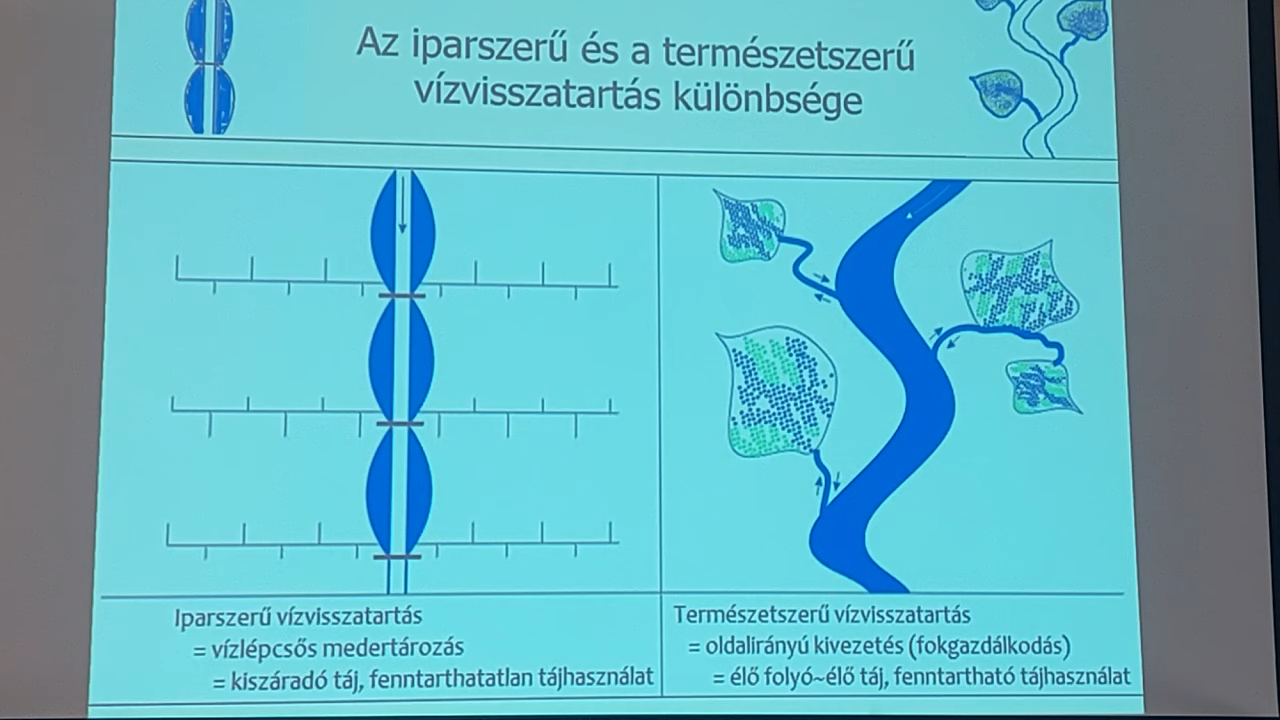 Az iparszerű és a természetszerű
vízvisszatartás különbsége
Iparszerű vízvisszatartás
= vízlépcsős medertározás
= kiszáradó táj, fenntarthatatlan tájhasználat
Természetszerű vízvisszatartás
= oldalirányú kivezetés (fokgazdálkodás)
= élő folyó~élő táj, fenntartható tájhasználat